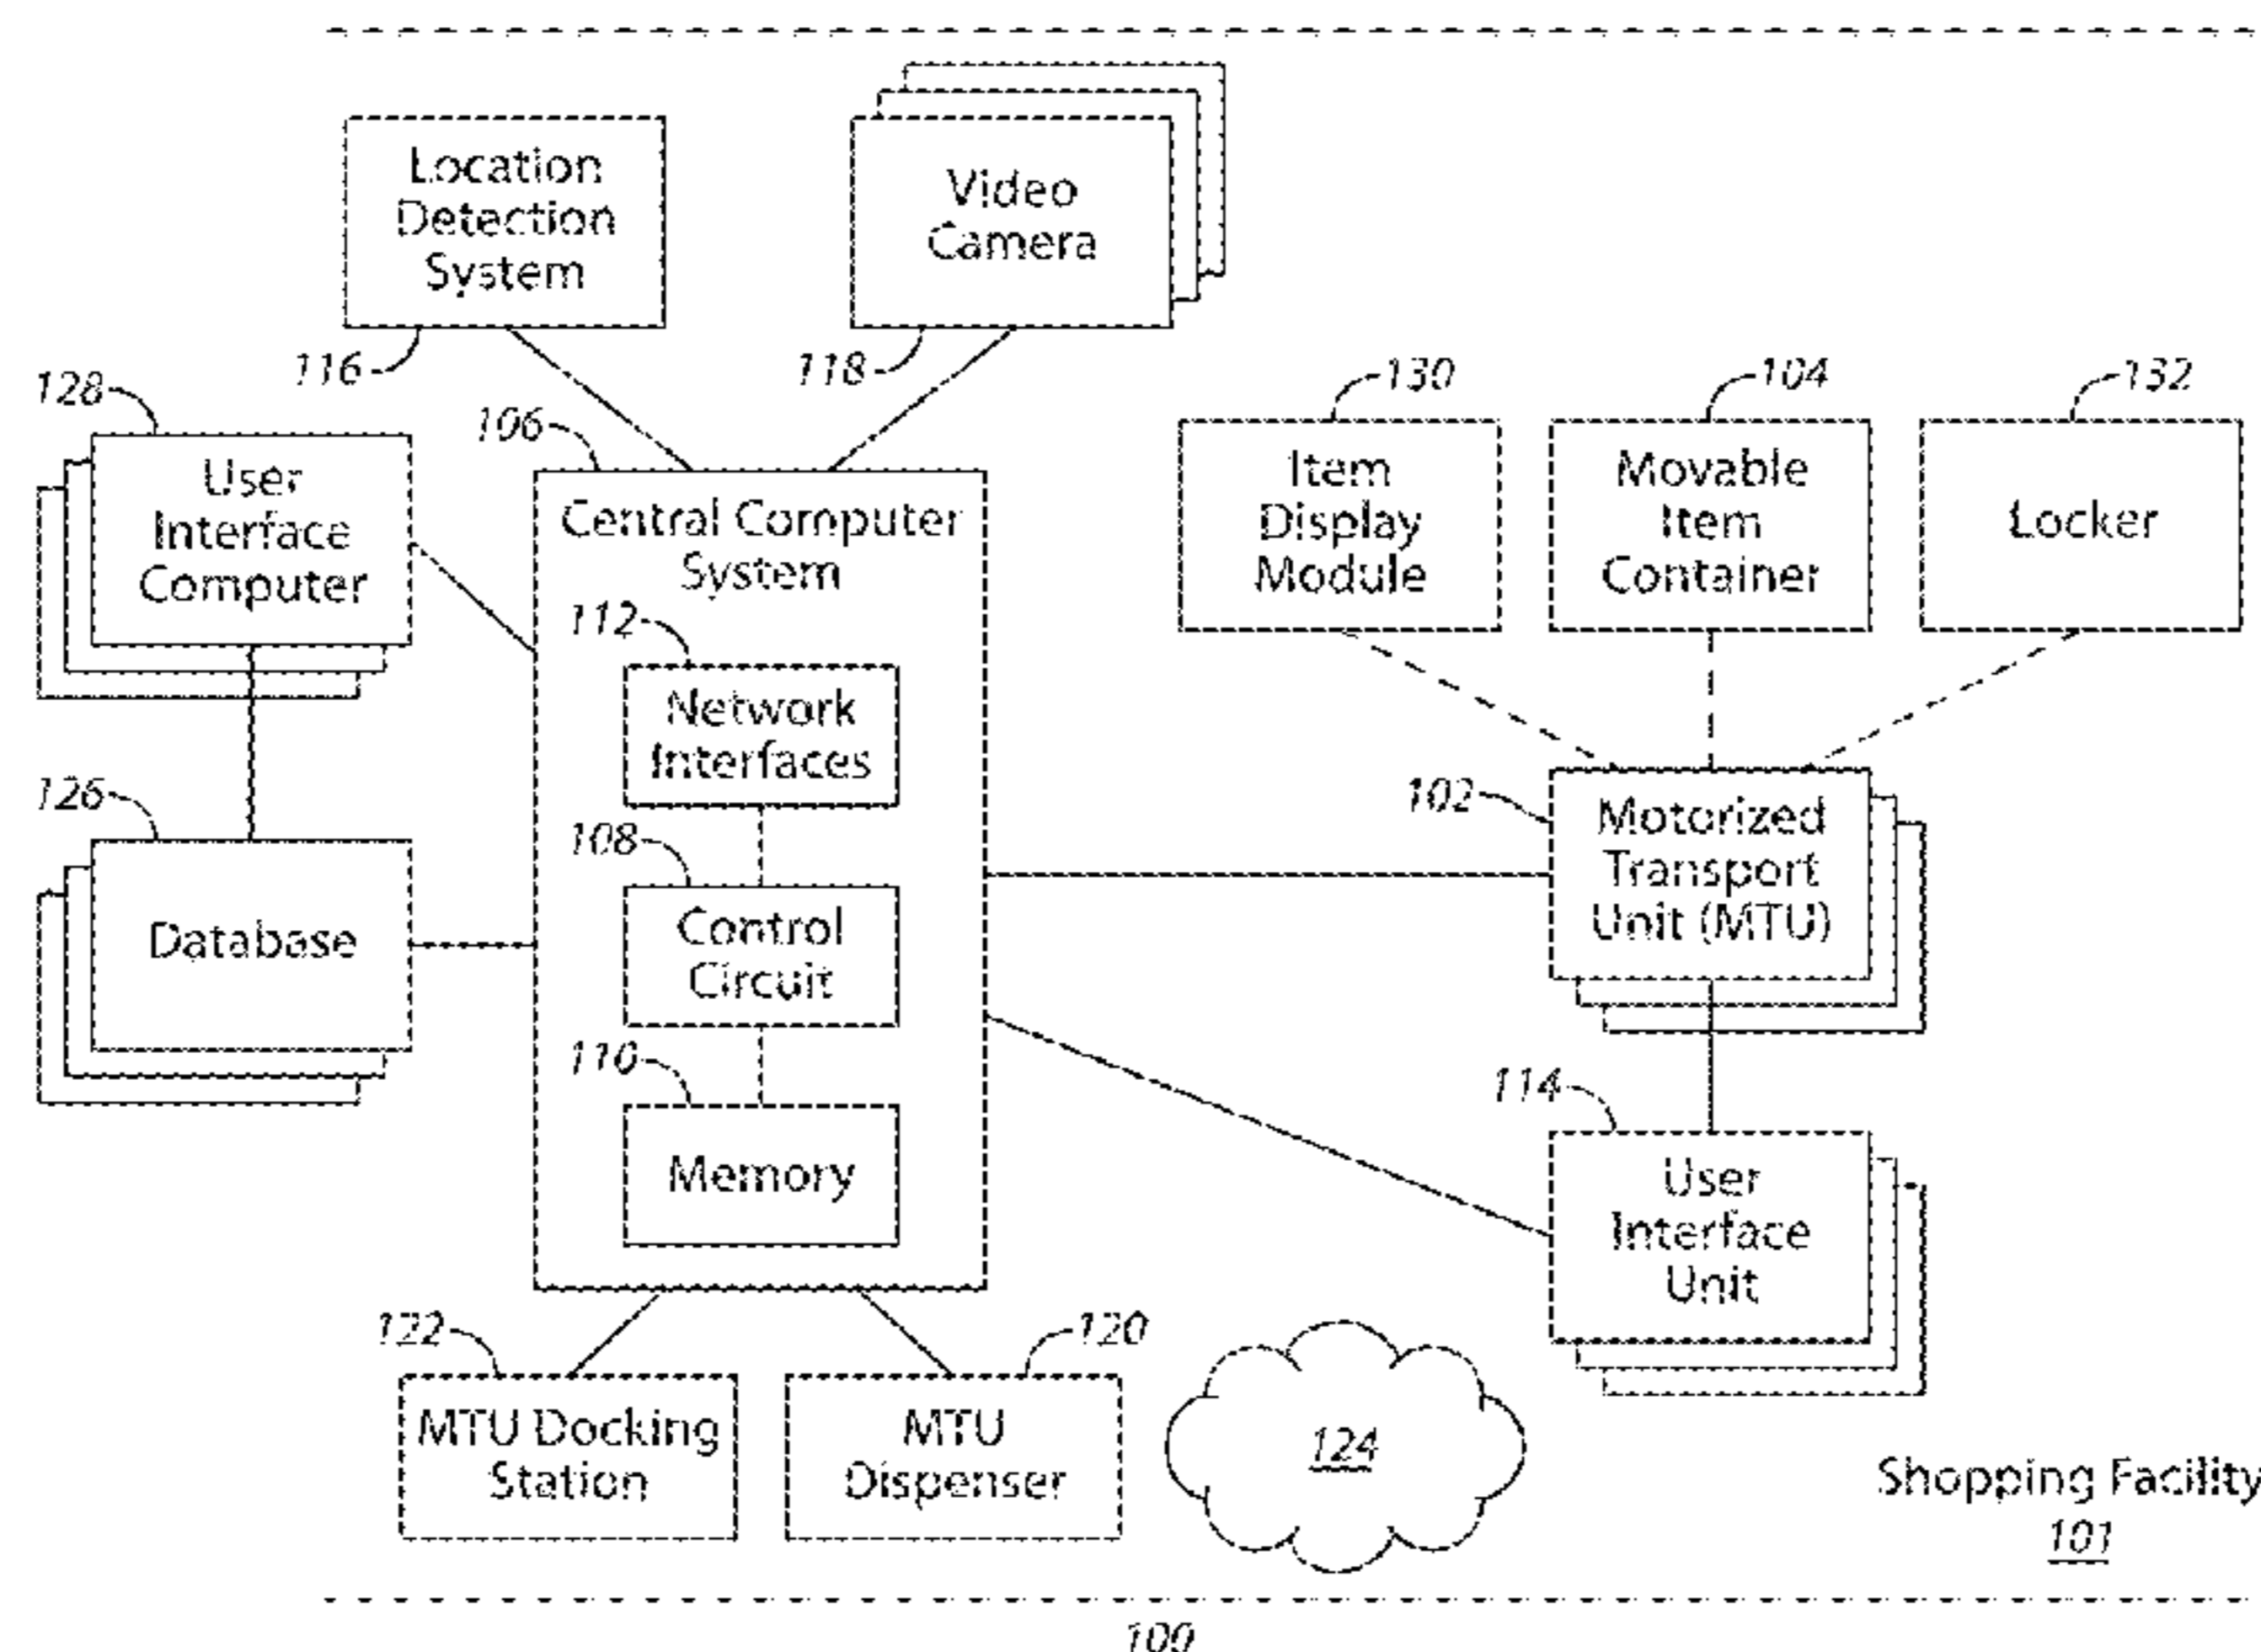 Location
Detection
System
116
Video
Camera
118
128
User
Interface
Computer
106
Central Computer
System
130
Item
Display
Module
104
Movable
Item
Container
132
Locker
112
Network
Interfaces
126
Database
108
Control
Circuit
102
Motorized
Transport
Unit (MTU)
110
Memory
114
User
Interface
Unit
122
MTU Docking
Station
120
MTU
Dispenser
124
Shopping Facility
101
100